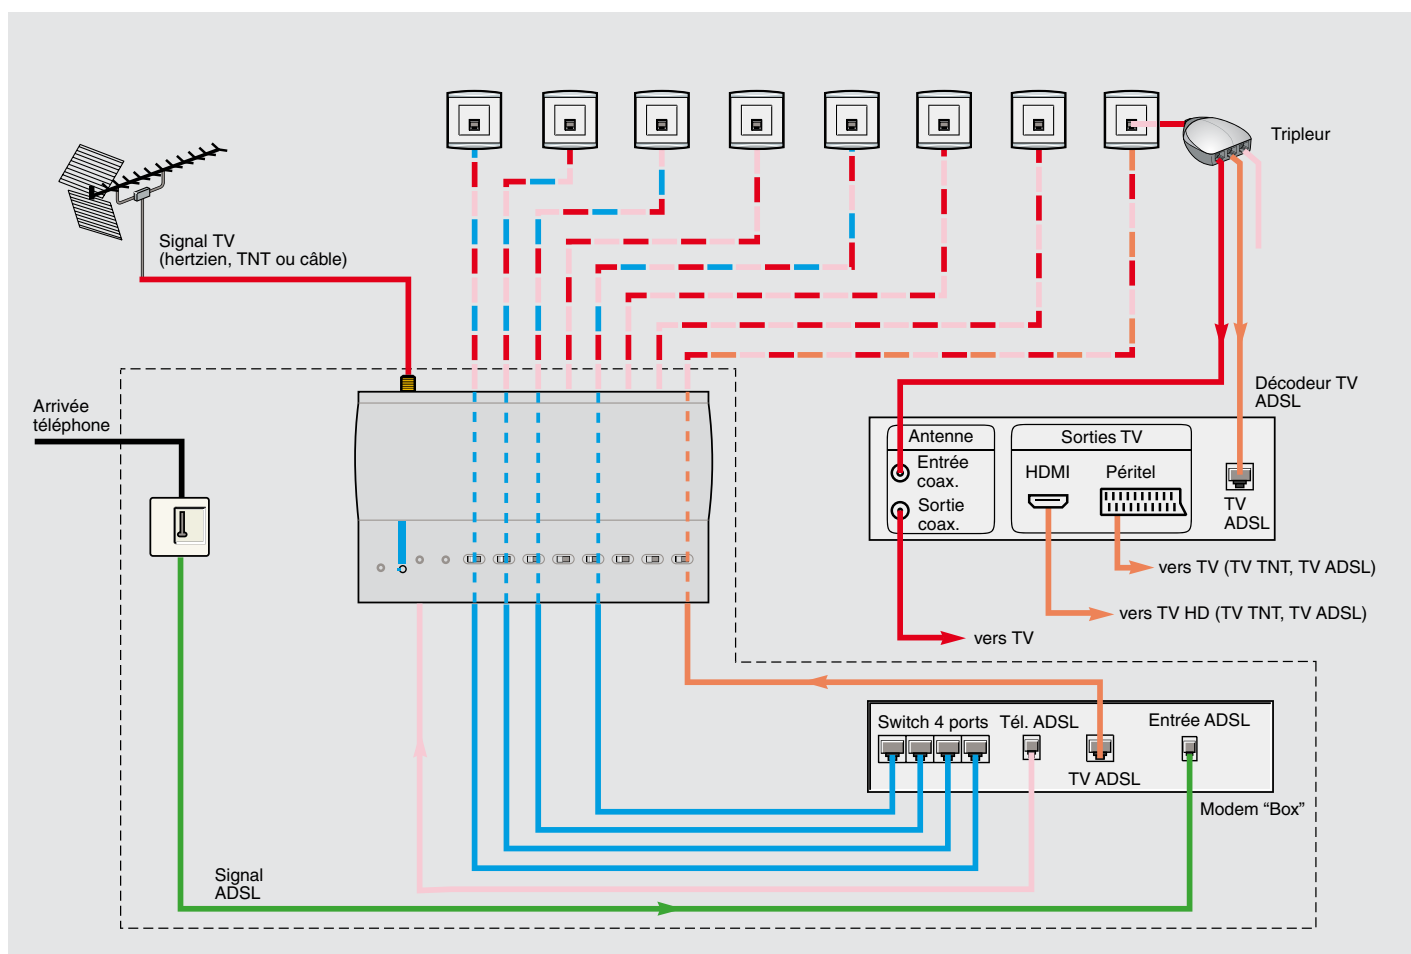 Tripleur
Signal TV
(hertzien, TNT ou câble)
Arrivée
téléphone
Décodeur TV
ADSL
Antenne
Entrée
coax.
Sortie
coax.
Sorties TV
HDMI
Péritel
TV
ADSL
vers TV (TV TNT, TV ADSL)
vers TV HD (TV TNT, TV ADSL)
vers TV
Switch 4 ports
Tél. ADSL
Entrée ADSL
TV ADSL
Modem “Box”
Signal
ADSL